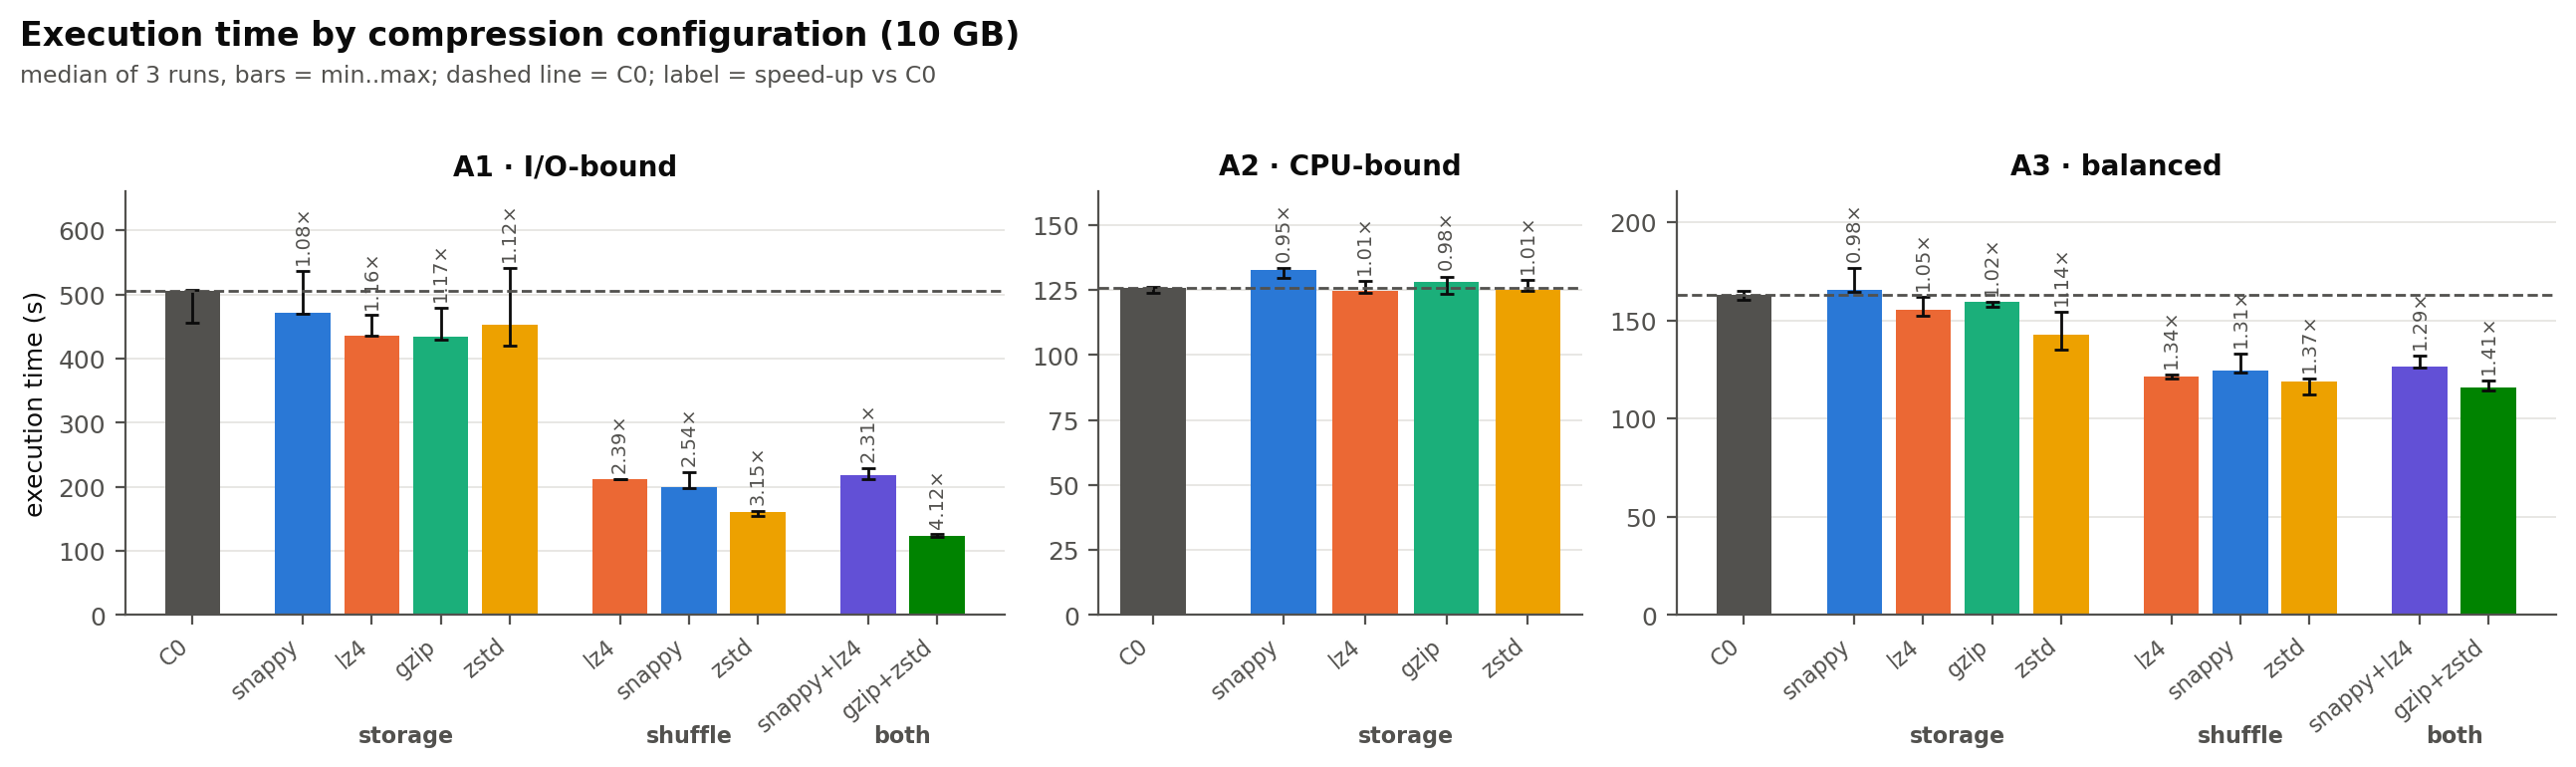 Execution time by compression configuration (10 GB)
median of 3 runs, bars = min..max; dashed line = C0; label = speed-up vs C0
A1 · I/O-bound
execution time (s)
600
500
400
300
200
100
0
1.08×
1.16×
1.17×
1.12×
2.39×
2.54×
3.15×
2.31×
4.12×
C0
snappy
lz4
gzip
zstd
lz4
snappy
zstd
snappy+lz4
gzip+zstd
storage
shuffle
both
A2 · CPU-bound
150
125
100
75
50
25
0
0.95×
1.01×
0.98×
1.01×
C0
snappy
lz4
gzip
zstd
storage
A3 · balanced
200
150
100
50
0
0.98×
1.05×
1.02×
1.14×
1.34×
1.31×
1.37×
1.29×
1.41×
C0
snappy
lz4
gzip
zstd
lz4
snappy
zstd
snappy+lz4
gzip+zstd
storage
shuffle
both